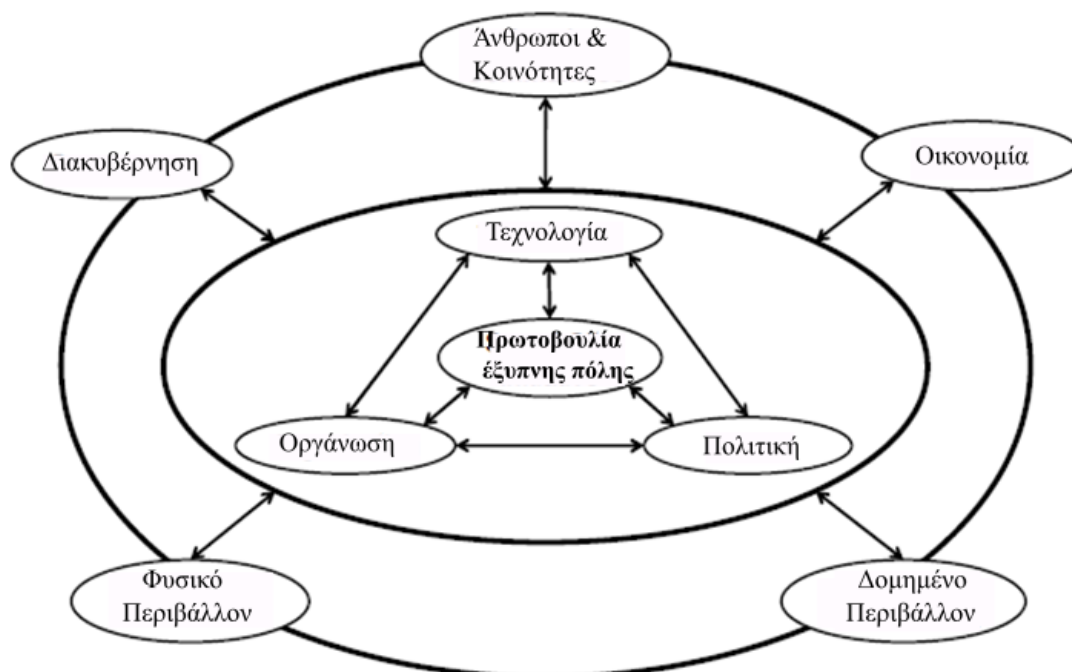 Άνθρωποι &
Κοινότητες
Διακυβέρνηση
Οικονομία
Τεχνολογία
Πρωτοβουλία
έξυπνης πόλης
Οργάνωση
Πολιτική
Φυσικό
Περιβάλλον
Δομημένο
Περιβάλλον